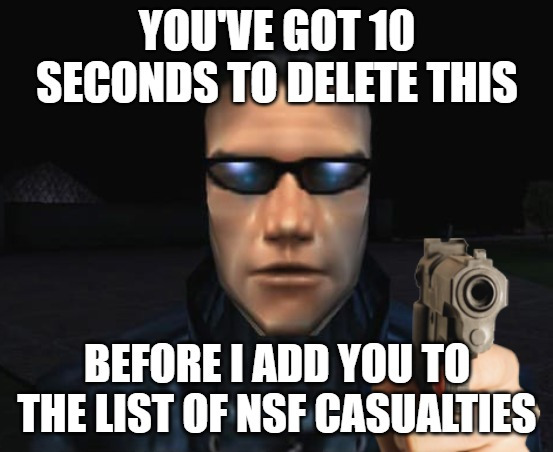 YOU'VE GOT 10
SECONDS TO DELETE THIS
BEFORE I ADD YOU TO
THE LIST OF NSF CASUALTIES